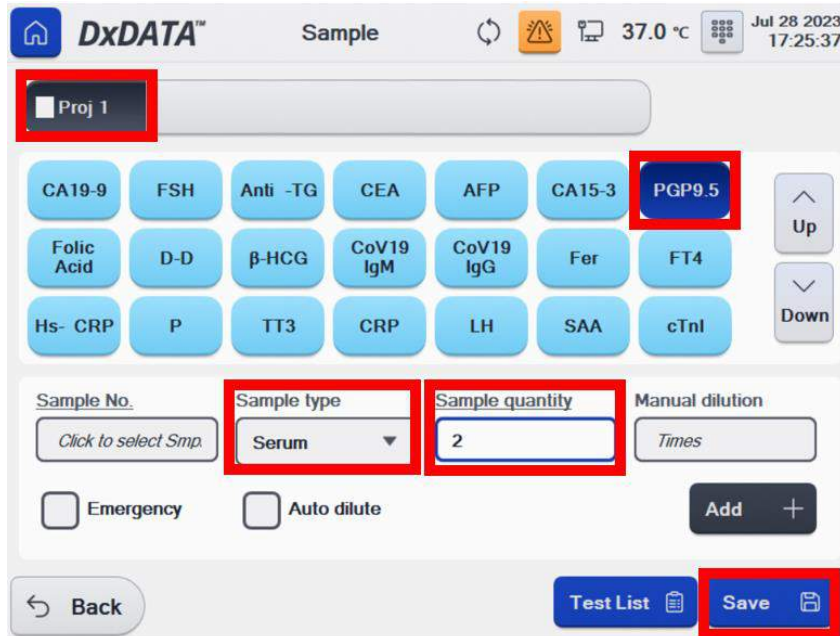 DxDATA™ Sample 37.0 °C Jul 28 2023
17:25:37
Proj 1
CA19-9 FSH Anti -TG CEA AFP CA15-3 PGP9.5
Up
Folic Acid D-D β-HCG CoV19 IgM CoV19 IgG Fer FT4
Down
Hs- CRP P TT3 CRP LH SAA cTnl
Sample No. Sample type Sample quantity Manual dilution
Click to select Smp. Serum 2 Times
Emergency Auto dilute Add +
Back Test List Save